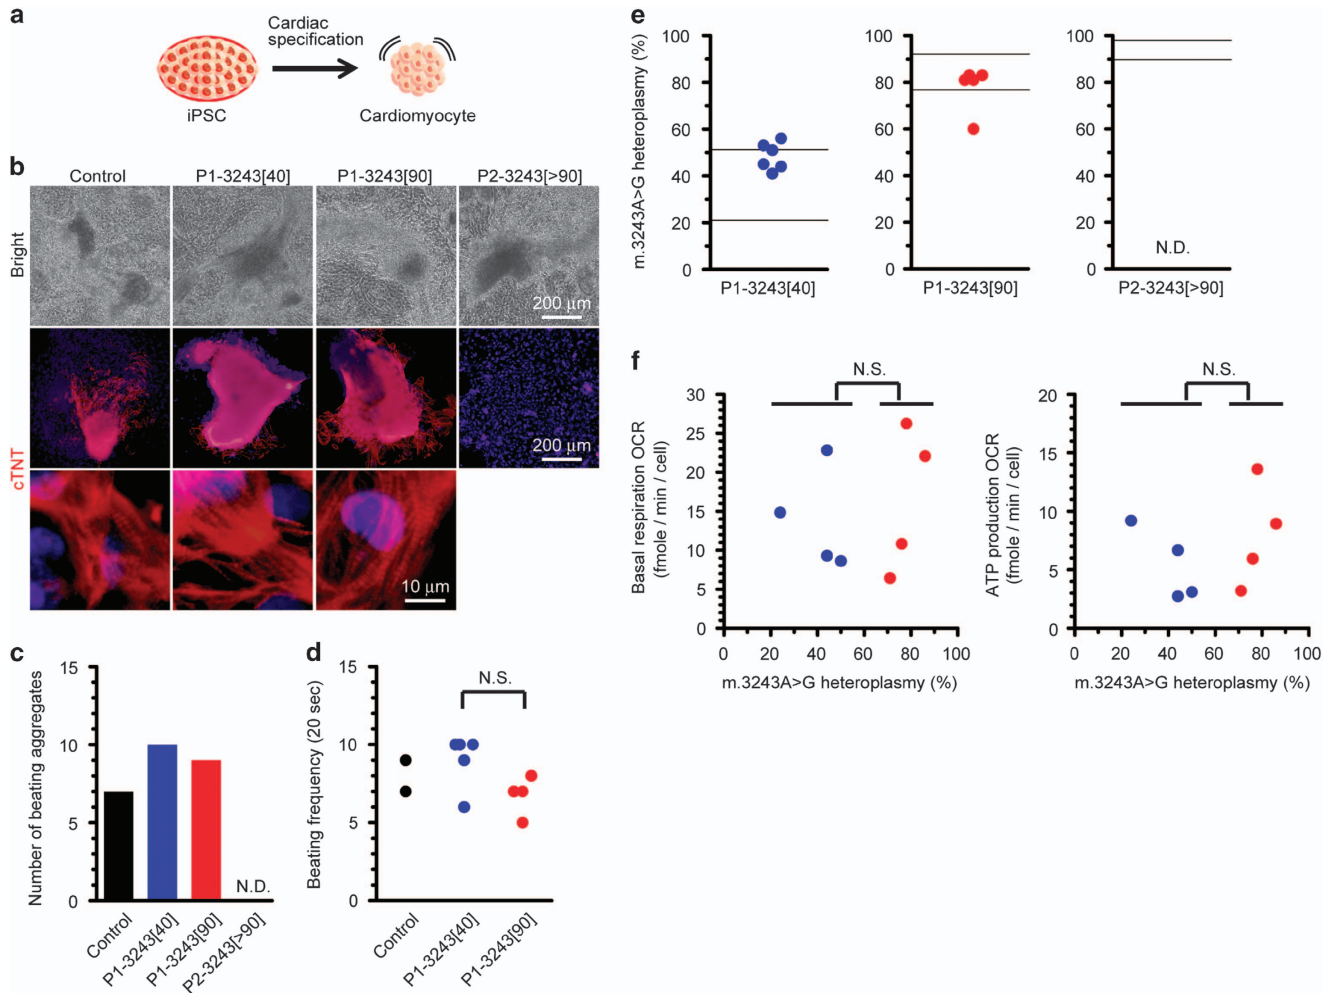 a
Cardiac
specification
iPSC
Cardiomyocyte
b
Control
P1-3243[40]
P1-3243[90]
P2-3243[>90]
Bright
200 μm
cTNT
200 μm
10 μm
c
Number of beating aggregates
15
10
5
0
N.D.
Control
P1-3243[40]
P1-3243[90]
P2-3243[>90]
d
Beating frequency (20 sec)
15
10
5
0
N.S.
Control
P1-3243[40]
P1-3243[90]
e
m.3243A>G heteroplasmy (%)
100
80
60
40
20
0
P1-3243[40]
100
80
60
40
20
0
P1-3243[90]
100
80
60
40
20
0
N.D.
P2-3243[>90]
f
N.S.
Basal respiration OCR
(fmole / min / cell)
30
25
20
15
10
5
0
0 20 40 60 80 100
m.3243A>G heteroplasmy (%)
N.S.
ATP production OCR
(fmole / min / cell)
20
15
10
5
0
0 20 40 60 80 100
m.3243A>G heteroplasmy (%)